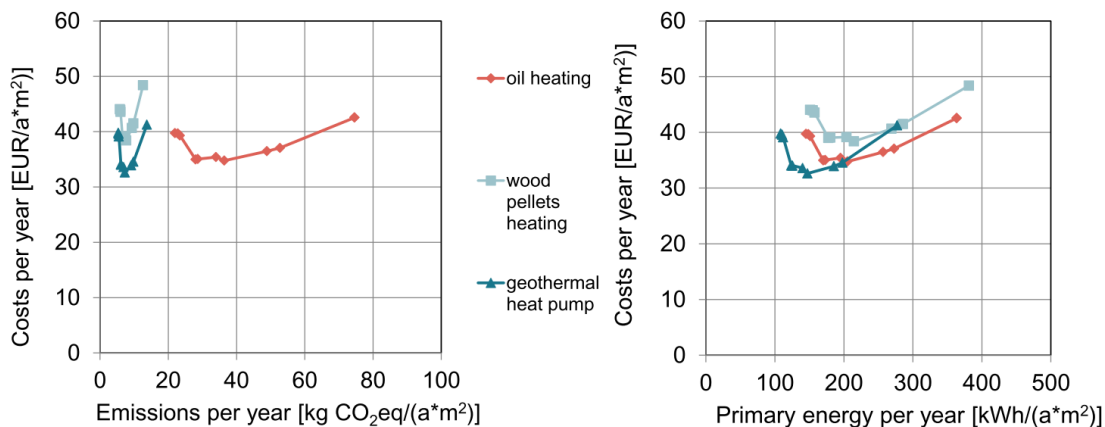 Costs per year [EUR/a*m²)]
60
50
40
30
20
10
0
0 20 40 60 80 100
Emissions per year [kg CO₂eq/(a*m²)]
oil heating
wood
pellets
heating
geothermal
heat pump
Costs per year [EUR/a*m²)]
60
50
40
30
20
10
0
0 100 200 300 400 500
Primary energy per year [kWh/(a*m²)]